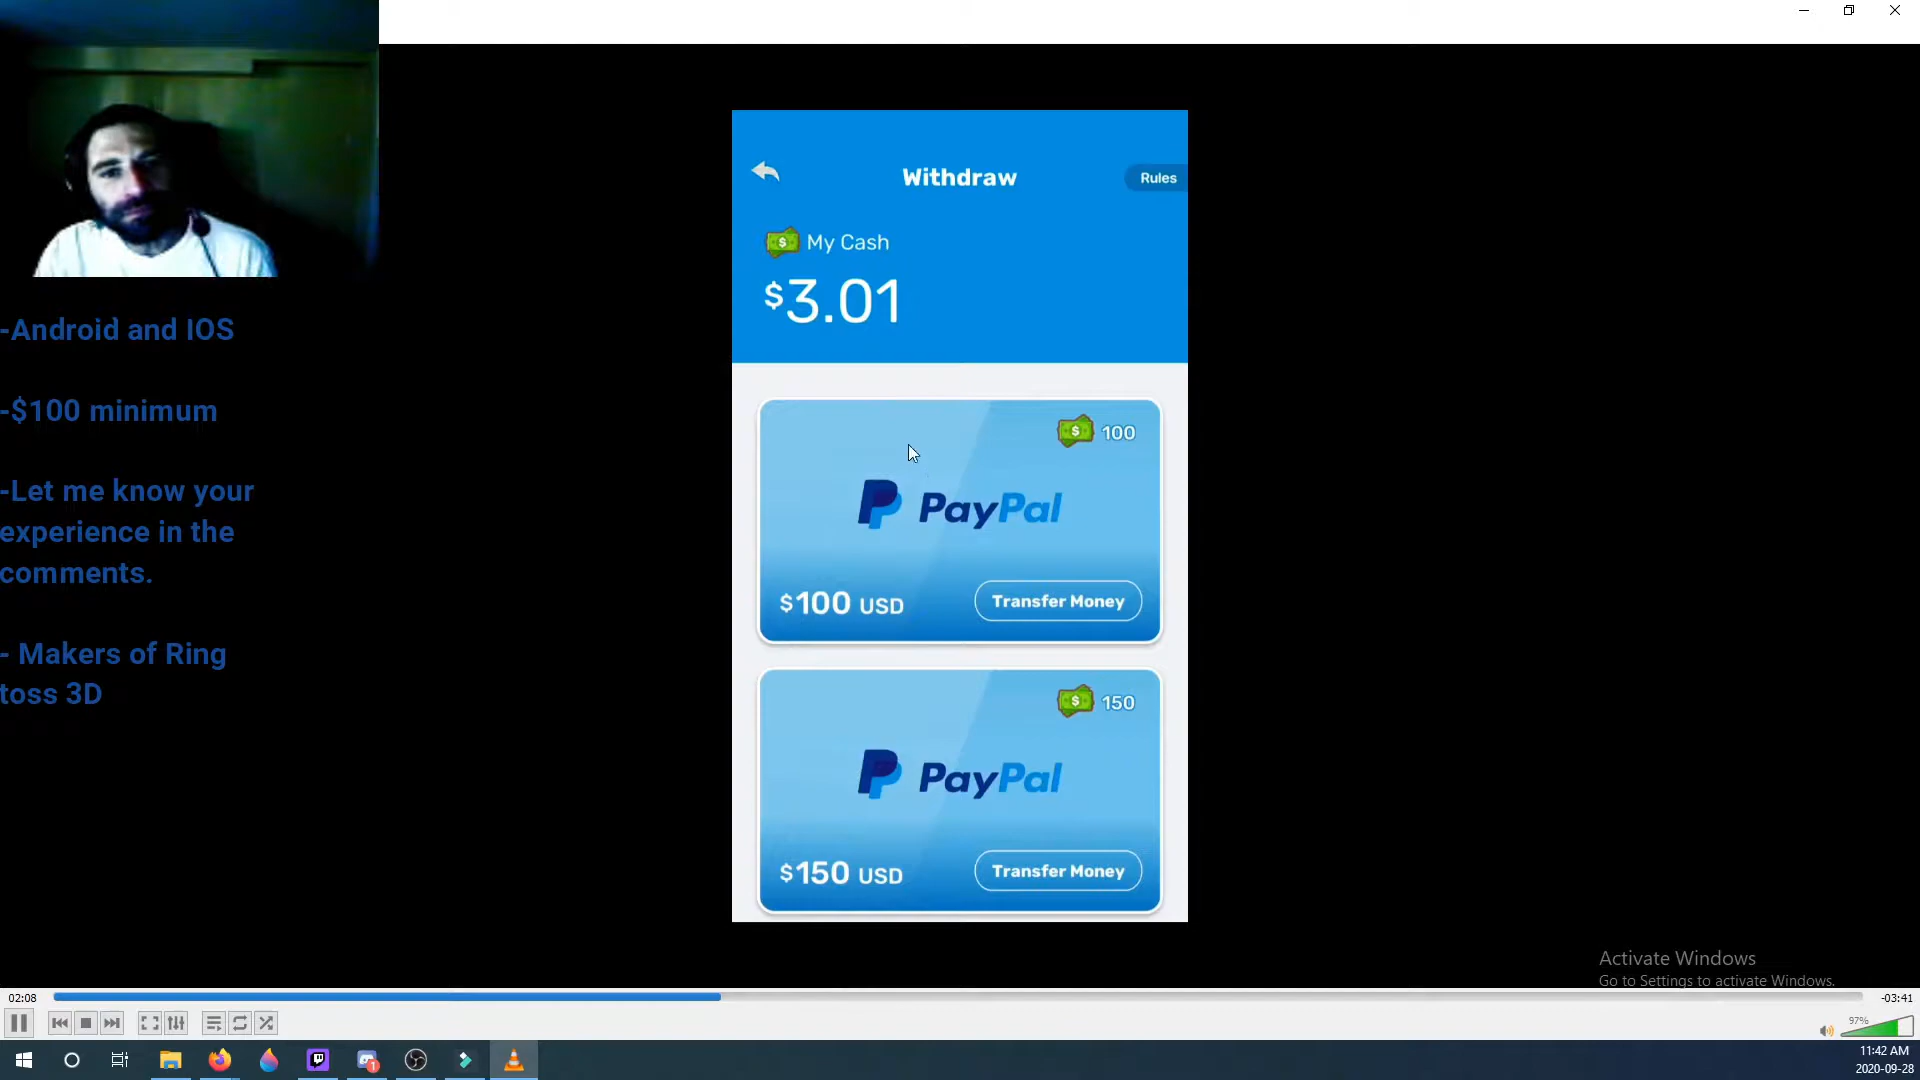 Withdraw
Rules
My Cash
$3.01
-Android and IOS
-$100 minimum
-Let me know your
experience in the
comments.
- Makers of Ring
toss 3D
100
PayPal
$100 USD
Transfer Money
150
PayPal
$150 USD
Transfer Money
Activate Windows
Go to Settings to activate Windows.
02:08
-03:41
97%
1
11:42 AM
2020-09-28